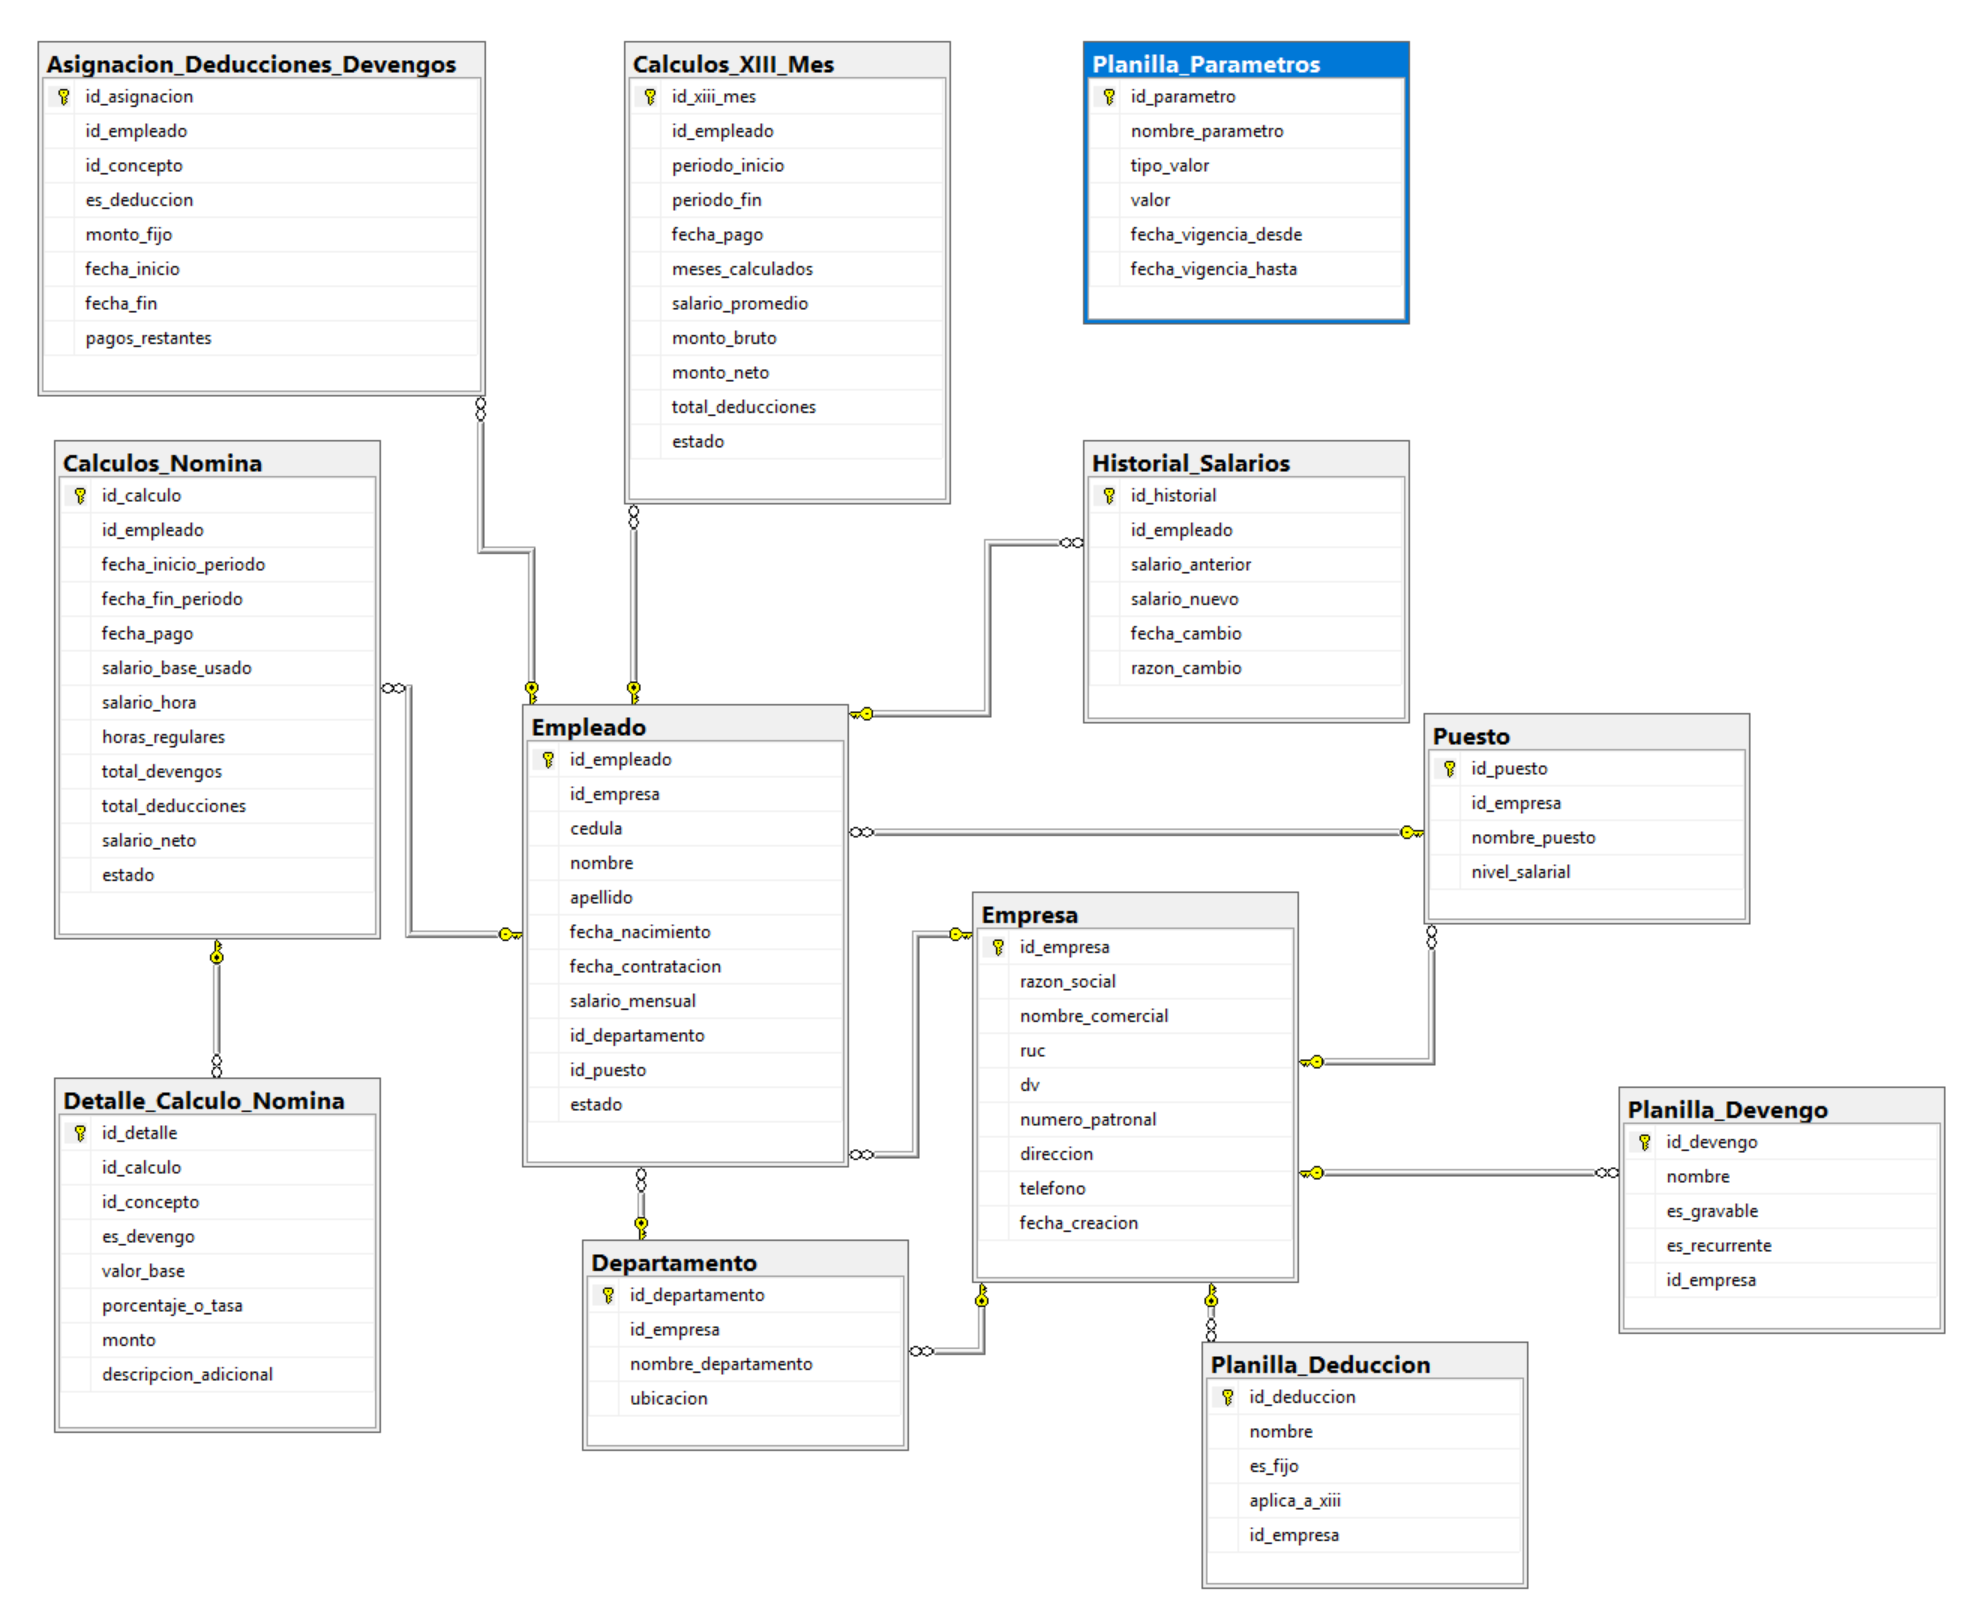 Asignacion_Deducciones_Devengos
id_asignacion
id_empleado
id_concepto
es_deduccion
monto_fijo
fecha_inicio
fecha_fin
pagos_restantes
Calculos_XIII_Mes
id_xiii_mes
id_empleado
periodo_inicio
periodo_fin
fecha_pago
meses_calculados
salario_promedio
monto_bruto
monto_neto
total_deducciones
estado
Planilla_Parametros
id_parametro
nombre_parametro
tipo_valor
valor
fecha_vigencia_desde
fecha_vigencia_hasta
Calculos_Nomina
id_calculo
id_empleado
fecha_inicio_periodo
fecha_fin_periodo
fecha_pago
salario_base_usado
salario_hora
horas_regulares
total_devengos
total_deducciones
salario_neto
estado
Historial_Salarios
id_historial
id_empleado
salario_anterior
salario_nuevo
fecha_cambio
razon_cambio
Empleado
id_empleado
id_empresa
cedula
nombre
apellido
fecha_nacimiento
fecha_contratacion
salario_mensual
id_departamento
id_puesto
estado
Puesto
id_puesto
id_empresa
nombre_puesto
nivel_salarial
Empresa
id_empresa
razon_social
nombre_comercial
ruc
dv
numero_patronal
direccion
telefono
fecha_creacion
Detalle_Calculo_Nomina
id_detalle
id_calculo
id_concepto
es_devengo
valor_base
porcentaje_o_tasa
monto
descripcion_adicional
Departamento
id_departamento
id_empresa
nombre_departamento
ubicacion
Planilla_Devengo
id_devengo
nombre
es_gravable
es_recurrente
id_empresa
Planilla_Deduccion
id_deduccion
nombre
es_fijo
aplica_a_xiii
id_empresa